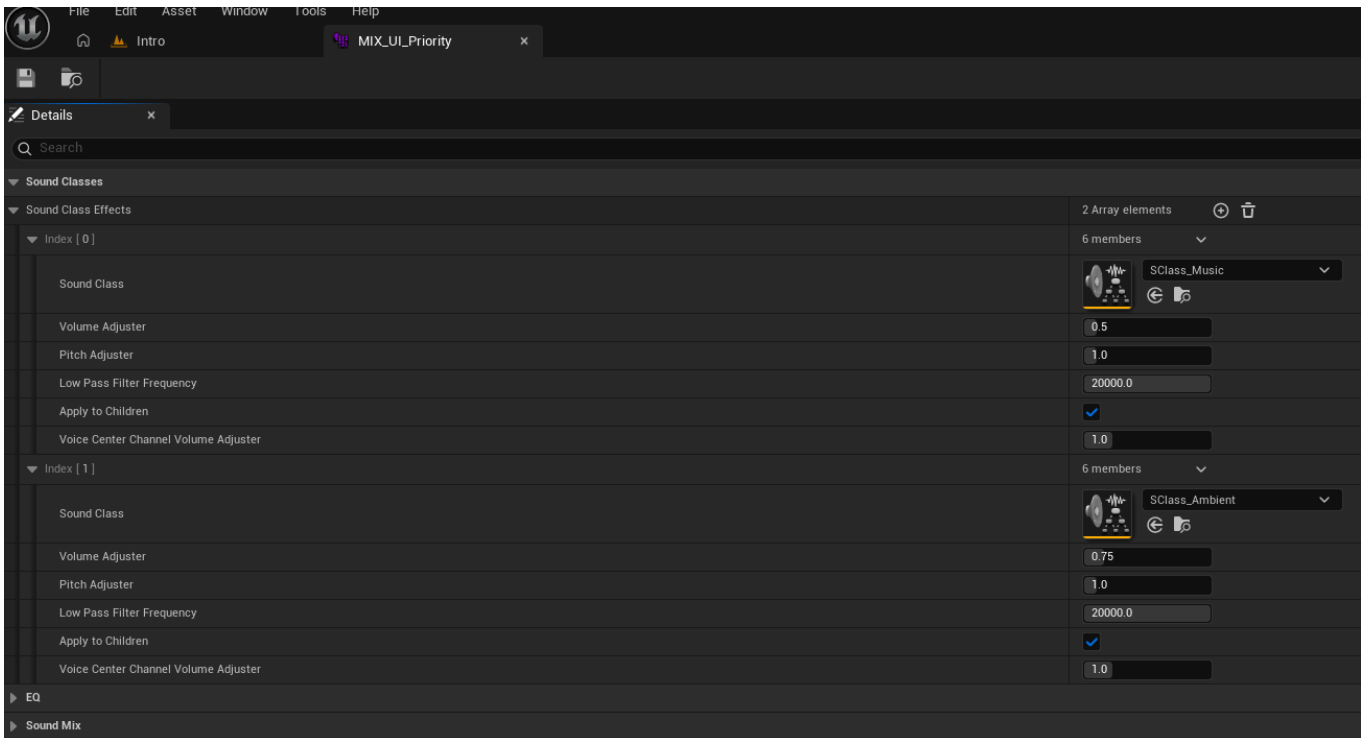 File Edit Asset Window Tools Help
Intro MIX_UI_Priority
Details
Search
Sound Classes
Sound Class Effects 2 Array elements
Index [ 0 ] 6 members
Sound Class SClass_Music
Volume Adjuster 0.5
Pitch Adjuster 1.0
Low Pass Filter Frequency 20000.0
Apply to Children
Voice Center Channel Volume Adjuster 1.0
Index [ 1 ] 6 members
Sound Class SClass_Ambient
Volume Adjuster 0.75
Pitch Adjuster 1.0
Low Pass Filter Frequency 20000.0
Apply to Children
Voice Center Channel Volume Adjuster 1.0
EQ
Sound Mix